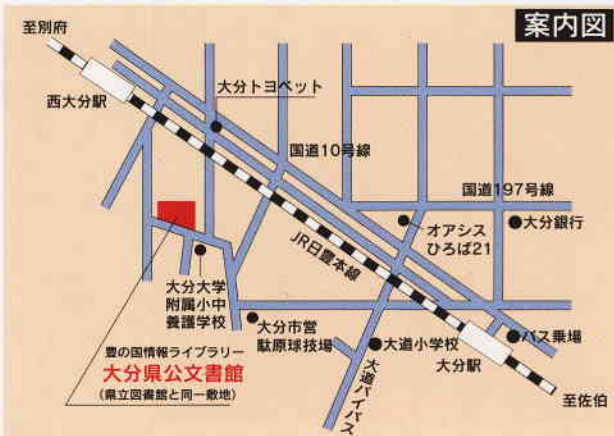 案内図
至別府
西大分駅
大分トヨペット
国道10号線
国道197号線
オアシス
ひろば21
大分銀行
JR日豊本線
大分大学
附属小中
養護学校
大分市営
駄原球技場
大道小学校
大分駅
バス乗場
大道バイパス
豊の国情報ライブラリー
大分県公文書館
(県立図書館と同一敷地)
至佐伯